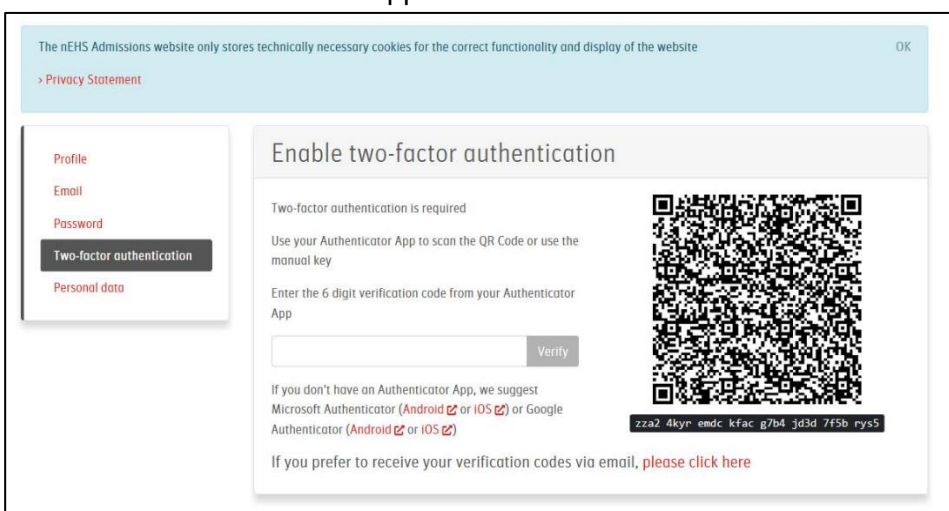 The nEHS Admissions website only stores technically necessary cookies for the correct functionality and display of the website
OK
> Privacy Statement
Profile
Email
Password
Two-factor authentication
Personal data
Enable two-factor authentication
Two-factor authentication is required
Use your Authenticator App to scan the QR Code or use the
manual key
Enter the 6 digit verification code from your Authenticator
App
Verify
If you don't have an Authenticator App, we suggest
Microsoft Authenticator (Android or iOS) or Google
Authenticator (Android or iOS)
zza2 4kyr emdc kfac g7b4 jd3d 7f5b rys5
If you prefer to receive your verification codes via email, please click here